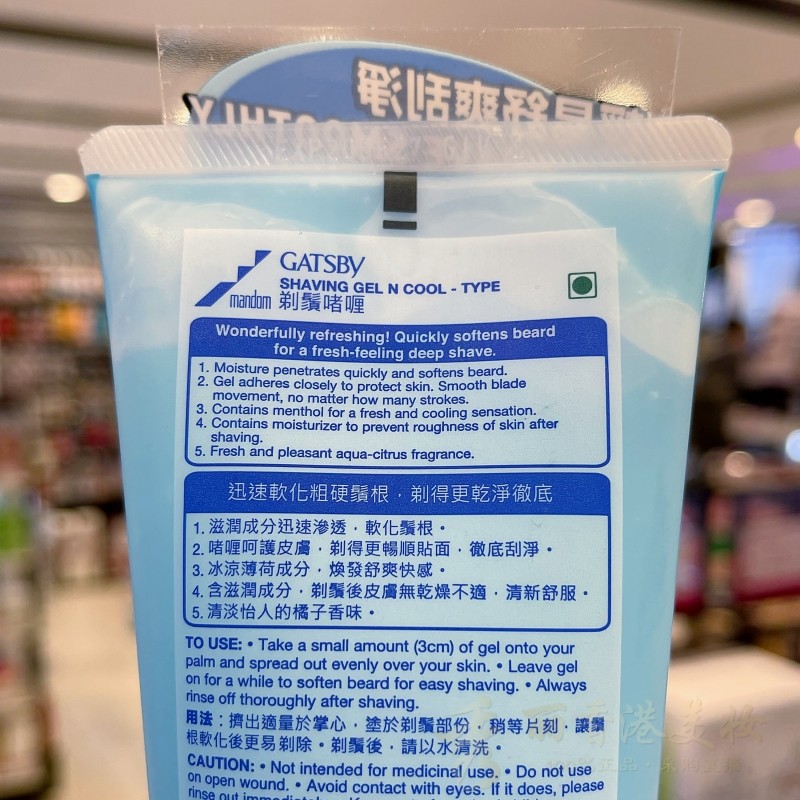 GATSBY
SHAVING GEL N COOL - TYPE
mandom 剃鬚啫喱
Wonderfully refreshing! Quickly softens beard
for a fresh-feeling deep shave.
1. Moisture penetrates quickly and softens beard.
2. Gel adheres closely to protect skin. Smooth blade
movement, no matter how many strokes.
3. Contains menthol for a fresh and cooling sensation.
4. Contains moisturizer to prevent roughness of skin after
shaving.
5. Fresh and pleasant aqua-citrus fragrance.
迅速軟化粗硬鬚根，剃得更乾淨徹底
1. 滋潤成分迅速滲透，軟化鬚根。
2. 啫喱呵護皮膚，剃得更暢順貼面，徹底刮淨。
3. 冰涼薄荷成分，煥發舒爽快感。
4. 含滋潤成分，剃鬚後皮膚無乾燥不適，清新舒服。
5. 清淡怡人的橘子香味。
TO USE: • Take a small amount (3cm) of gel onto your
palm and spread out evenly over your skin. • Leave gel
on for a while to soften beard for easy shaving. • Always
rinse off thoroughly after shaving.
用法：擠出適量於掌心，塗於剃鬚部份，稍等片刻，讓鬚
根軟化後更易剃除。剃鬚後，請以水清洗。
CAUTION: • Not intended for medicinal use. • Do not use
on open wound. • Avoid contact with eyes. If it does, please
rinse out immediately.